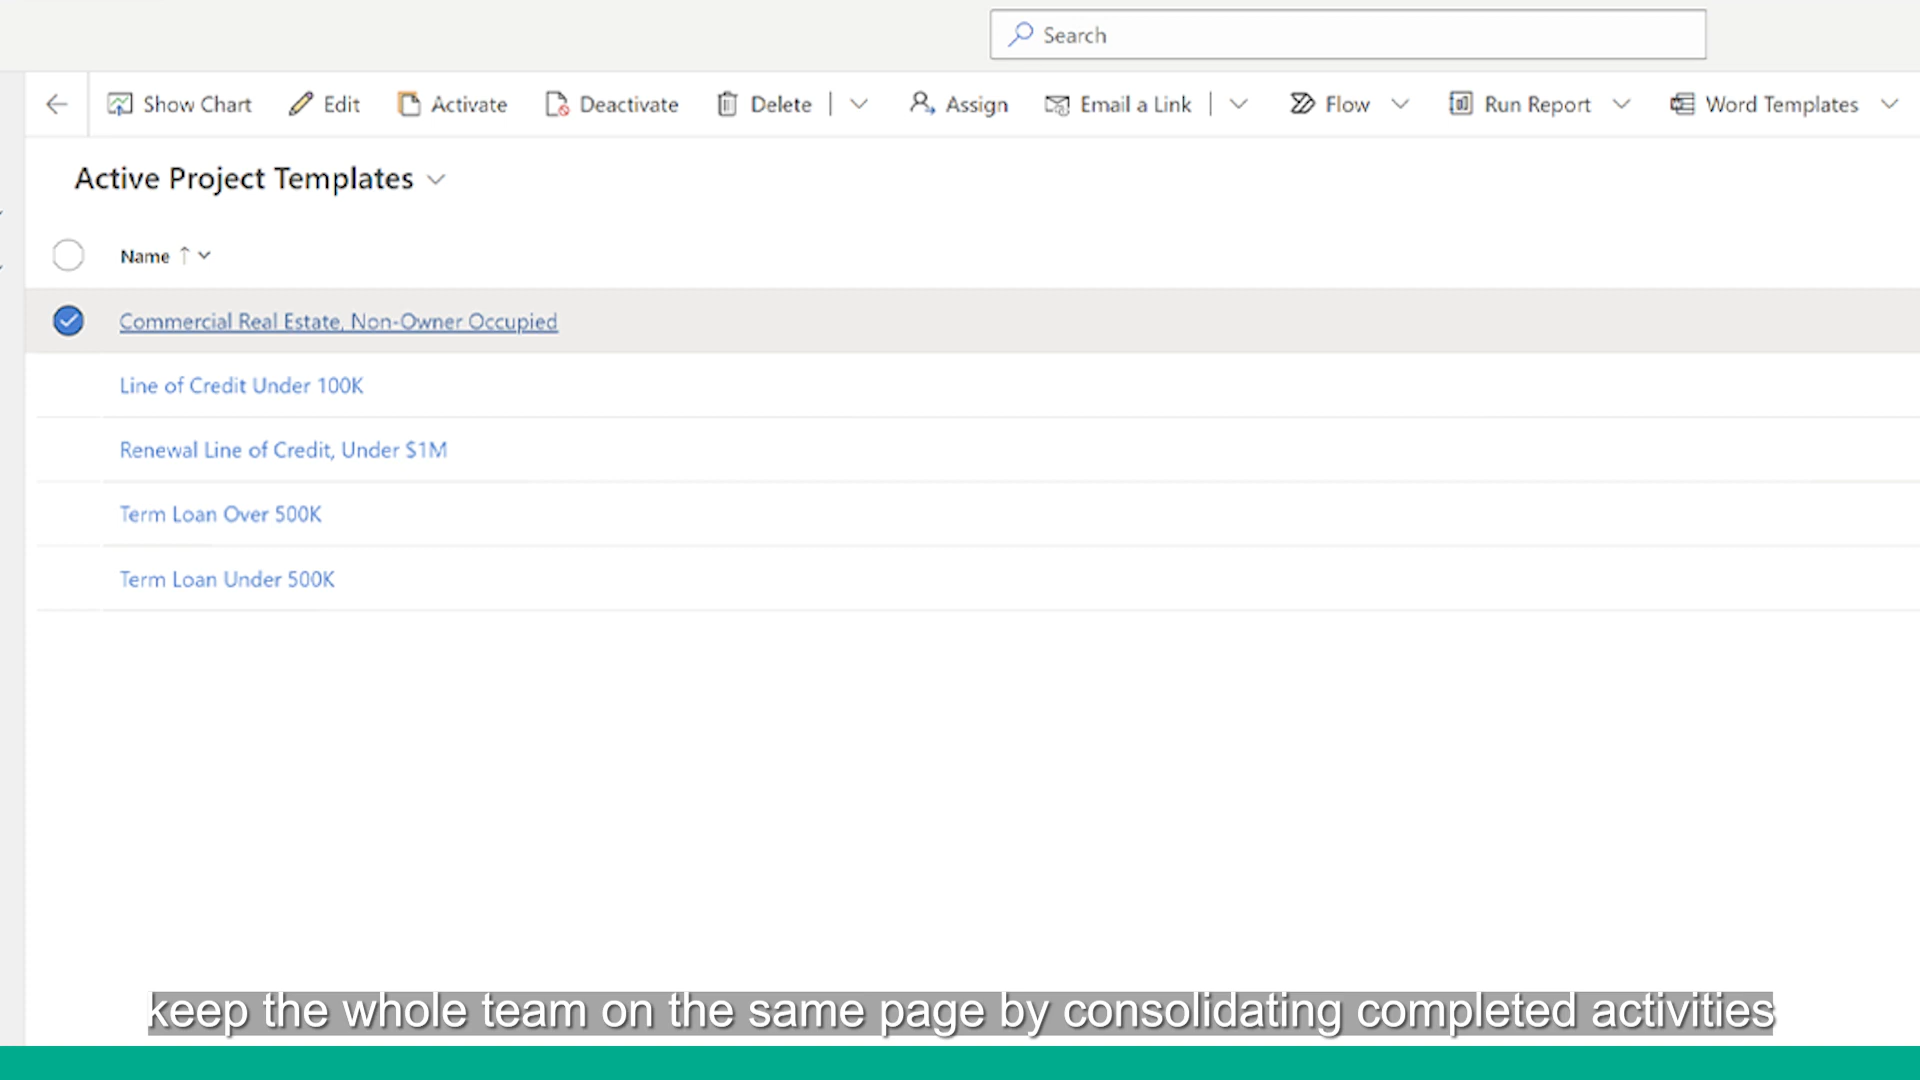 Search
Show Chart Edit Activate Deactivate Delete Assign Email a Link Flow Run Report Word Templates
Active Project Templates
Name
Commercial Real Estate, Non-Owner Occupied
Line of Credit Under 100K
Renewal Line of Credit, Under $1M
Term Loan Over 500K
Term Loan Under 500K
keep the whole team on the same page by consolidating completed activities